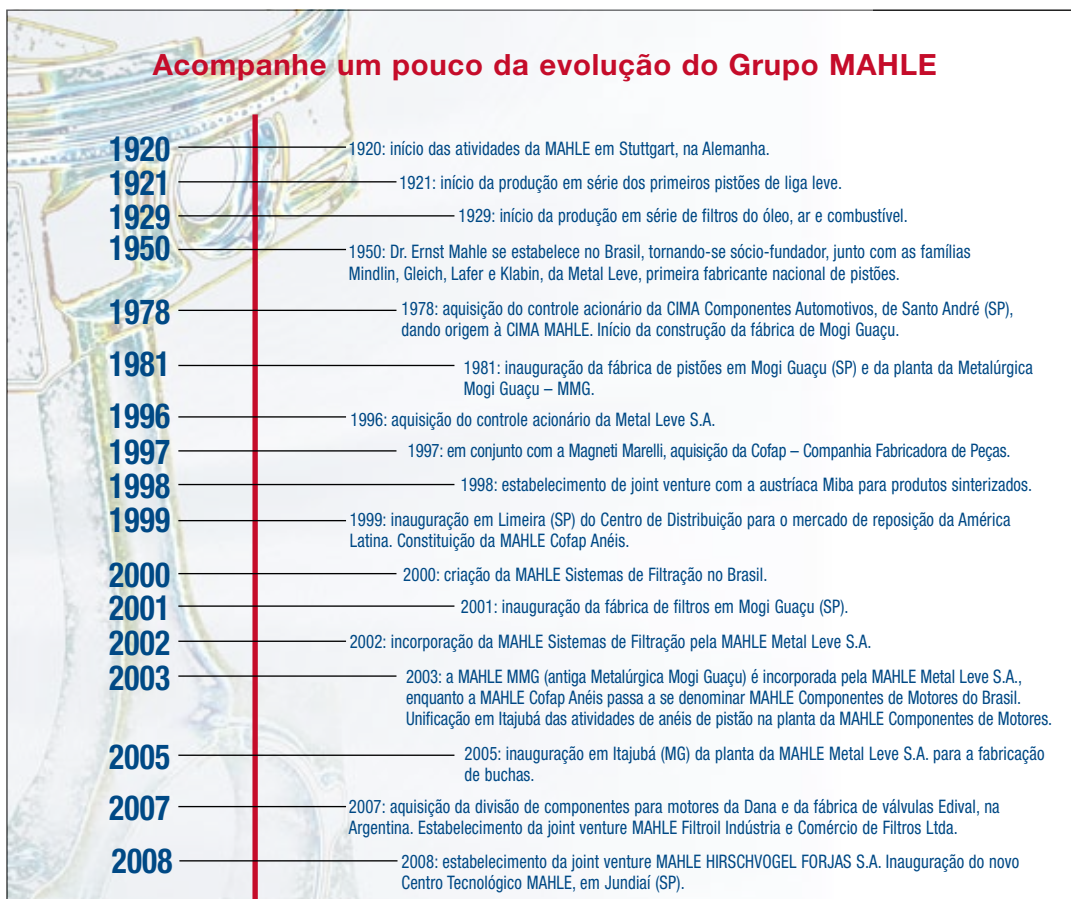 Acompanhe um pouco da evolução do Grupo MAHLE
1920
1920: início das atividades da MAHLE em Stuttgart, na Alemanha.
1921
1921: início da produção em série dos primeiros pistões de liga leve.
1929
1929: início da produção em série de filtros do óleo, ar e combustível.
1950
1950: Dr. Ernst Mahle se estabelece no Brasil, tornando-se sócio-fundador, junto com as famílias
Mindlin, Gleich, Lafer e Klabin, da Metal Leve, primeira fabricante nacional de pistões.
1978
1978: aquisição do controle acionário da CIMA Componentes Automotivos, de Santo André (SP),
dando origem à CIMA MAHLE. Início da construção da fábrica de Mogi Guaçu.
1981
1981: inauguração da fábrica de pistões em Mogi Guaçu (SP) e da planta da Metalúrgica
Mogi Guaçu – MMG.
1996
1996: aquisição do controle acionário da Metal Leve S.A.
1997
1997: em conjunto com a Magneti Marelli, aquisição da Cofap – Companhia Fabricadora de Peças.
1998
1998: estabelecimento de joint venture com a austríaca Miba para produtos sinterizados.
1999
1999: inauguração em Limeira (SP) do Centro de Distribuição para o mercado de reposição da América
Latina. Constituição da MAHLE Cofap Anéis.
2000
2000: criação da MAHLE Sistemas de Filtração no Brasil.
2001
2001: inauguração da fábrica de filtros em Mogi Guaçu (SP).
2002
2002: incorporação da MAHLE Sistemas de Filtração pela MAHLE Metal Leve S.A.
2003
2003: a MAHLE MMG (antiga Metalúrgica Mogi Guaçu) é incorporada pela MAHLE Metal Leve S.A.,
enquanto a MAHLE Cofap Anéis passa a se denominar MAHLE Componentes de Motores do Brasil.
Unificação em Itajubá das atividades de anéis de pistão na planta da MAHLE Componentes de Motores.
2005
2005: inauguração em Itajubá (MG) da planta da MAHLE Metal Leve S.A. para a fabricação
de buchas.
2007
2007: aquisição da divisão de componentes para motores da Dana e da fábrica de válvulas Edival, na
Argentina. Estabelecimento da joint venture MAHLE Filtroil Indústria e Comércio de Filtros Ltda.
2008
2008: estabelecimento da joint venture MAHLE HIRSCHVOGEL FORJAS S.A. Inauguração do novo
Centro Tecnológico MAHLE, em Jundiaí (SP).